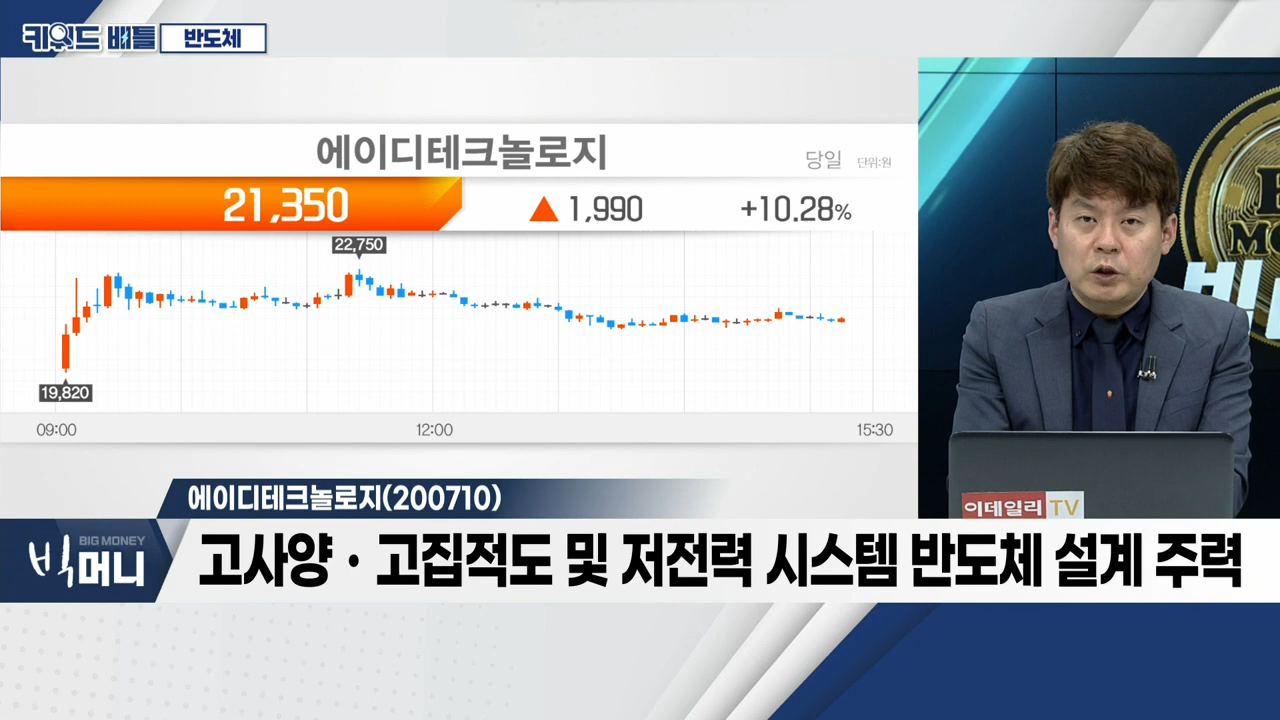 키워드 배틀 반도체
에이디테크놀로지
당일 단위:원
21,350 ▲ 1,990 +10.28%
22,750
19,820
09:00 12:00 15:30
이데일리 TV
에이디테크놀로지(200710)
BIG MONEY
빅머니
고사양·고집적도 및 저전력 시스템 반도체 설계 주력